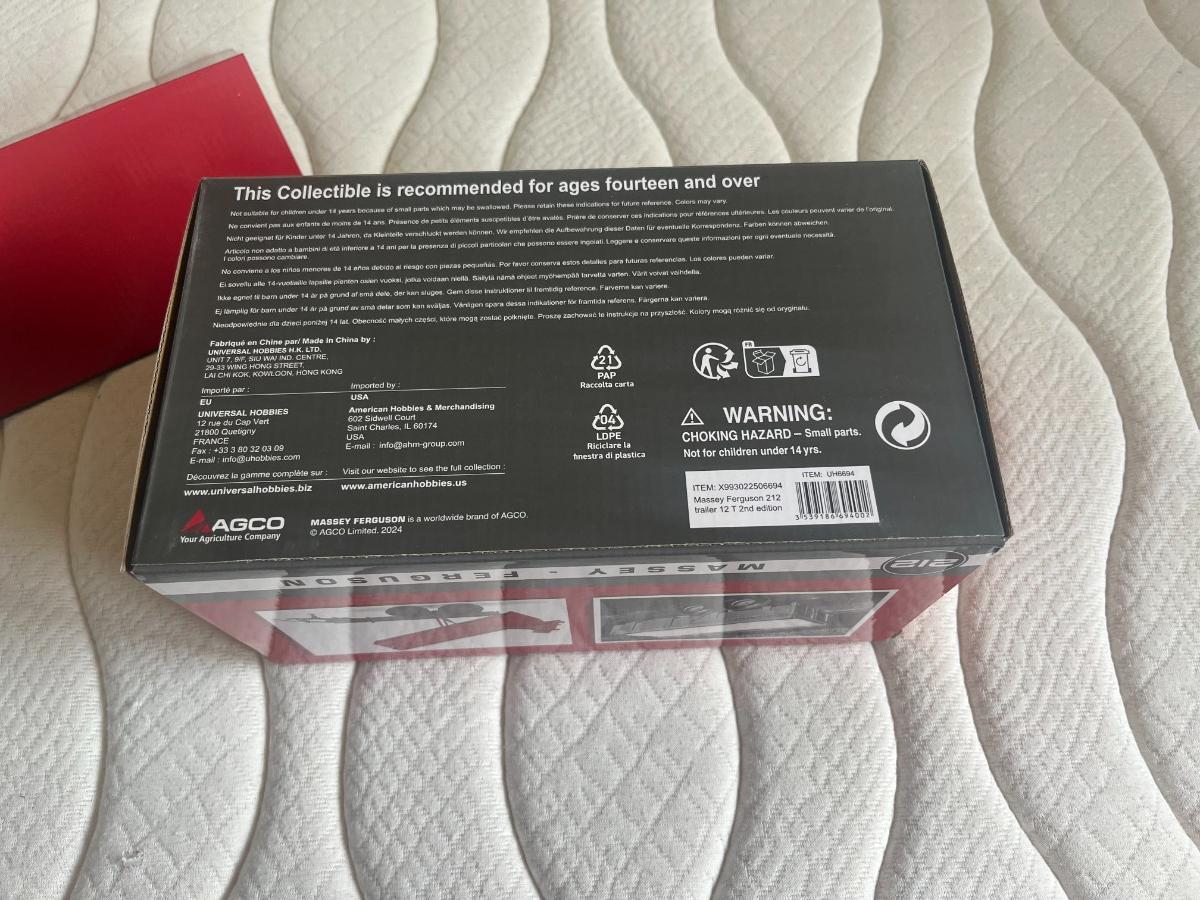 This Collectible is recommended for ages fourteen and over
Not suitable for children under 14 years because of small parts which may be swallowed. Please retain these indications for future reference. Colors may vary.
Ne convient pas aux enfants de moins de 14 ans. Présence de petits éléments susceptibles d'être avalés. Prière de conserver ces indications pour références ultérieures. Les couleurs peuvent varier de l'original.
Nicht geeignet für Kinder unter 14 Jahren, da Kleinteile verschluckt werden können. Wir empfehlen die Aufbewahrung dieser Daten für eventuelle Korrespondenz. Farben können abweichen.
Articolo non adatto a bambini di età inferiore a 14 ani per la presenza di piccoli particolari che possono essere ingoiati. Leggere e conservare queste informazioni per ogni eventuale necessità.
I colori possono cambiare.
No conviene a los niños menores de 14 años debido al riesgo con piezas pequeñas. Por favor conserva estos detalles para futuras referencias. Los colores pueden variar.
Ei sovellu alle 14-vuotiaille lapsille pienten osien vuoksi, jotka voidaan niellä. Säilytä nämä ohjeet myöhempää tarvetta varten. Värit voivat vaihdella.
Ikke egnet til barn under 14 år på grund af små dele, der kan sluges. Gem disse instruktioner til fremtidig reference. Farverne kan variere.
Ej lämplig för barn under 14 år på grund av små delar som kan sväljas. Vänligen spara dessa indikationer för framtida referens. Färgerna kan variera.
Nieodpowiednie dla dzieci poniżej 14 lat. Obecność małych części, które mogą zostać połknięte. Proszę zachować te instrukcje na przyszłość. Kolory mogą różnić się od oryginału.
Fabriqué en Chine par/ Made in China by :
UNIVERSAL HOBBIES H.K. LTD.
UNIT 7, 9/F, SIU WAI IND. CENTRE,
29-33 WING HONG STREET,
LAI CHI KOK, KOWLOON, HONG KONG
Importé par :
EU
UNIVERSAL HOBBIES
12 rue du Cap Vert
21800 Quetigny
FRANCE
Fax : +33 3 80 32 03 09
E-mail : info@uhobbies.com
Découvrez la gamme complète sur :
www.universalhobbies.biz
Imported by :
USA
American Hobbies & Merchandising
602 Sidwell Court
Saint Charles, IL 60174
USA
E-mail : info@ahm-group.com
Visit our website to see the full collection :
www.americanhobbies.us
21
PAP
Raccolta carta
04
LDPE
Riciclare la
finestra di plastica
FR
WARNING:
CHOKING HAZARD – Small parts.
Not for children under 14 yrs.
ITEM: UH6694
ITEM: X993022506694
Massey Ferguson 212
trailer 12 T 2nd edition
3 539186 694002
AGCO
Your Agriculture Company
MASSEY FERGUSON is a worldwide brand of AGCO.
© AGCO Limited. 2024
MASSEY - FERGUSON
212